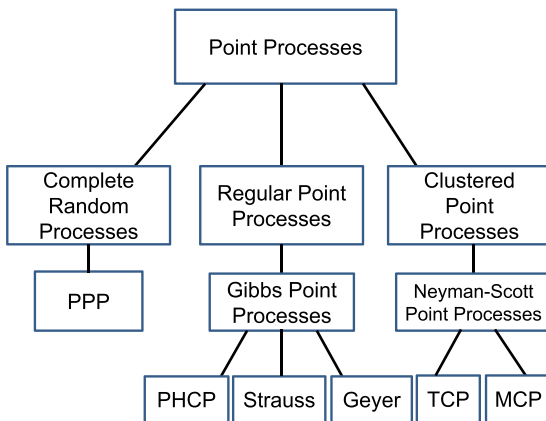 Point Processes
Complete
Random
Processes
Regular Point
Processes
Clustered
Point
Processes
PPP
Gibbs Point
Processes
Neyman-Scott
Point Processes
PHCP
Strauss
Geyer
TCP
MCP